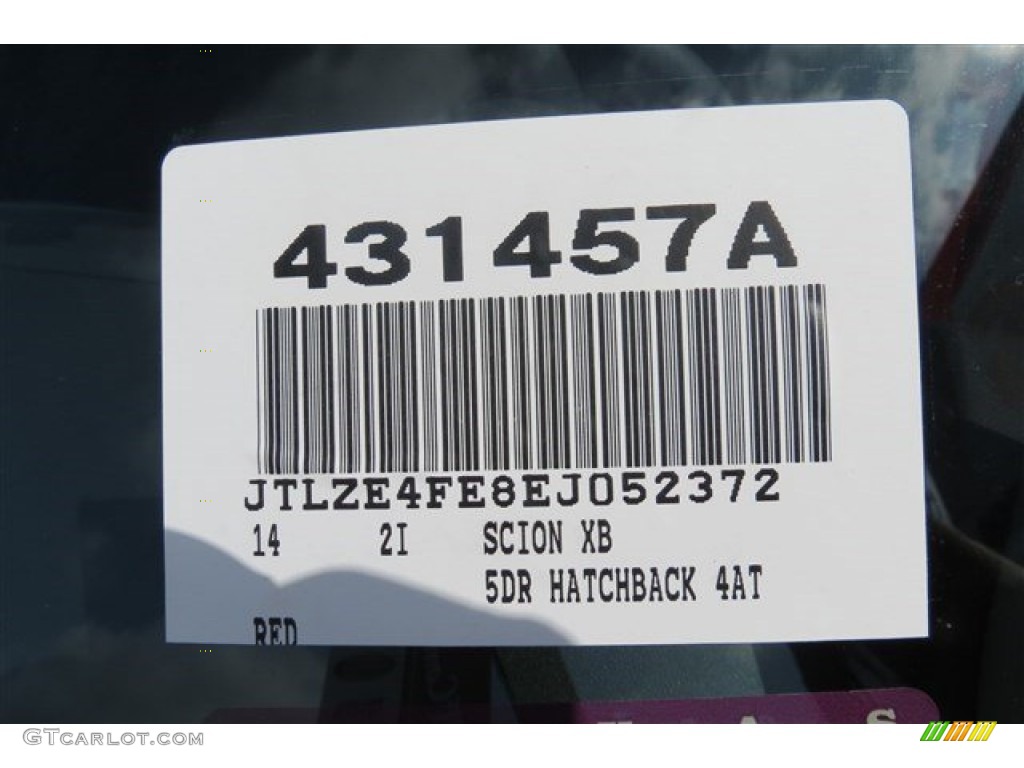 431457A
JTLZE4FE8EJ052372
14 2I SCION XB
5DR HATCHBACK 4AT
RED
A S
GTCARLOT.COM